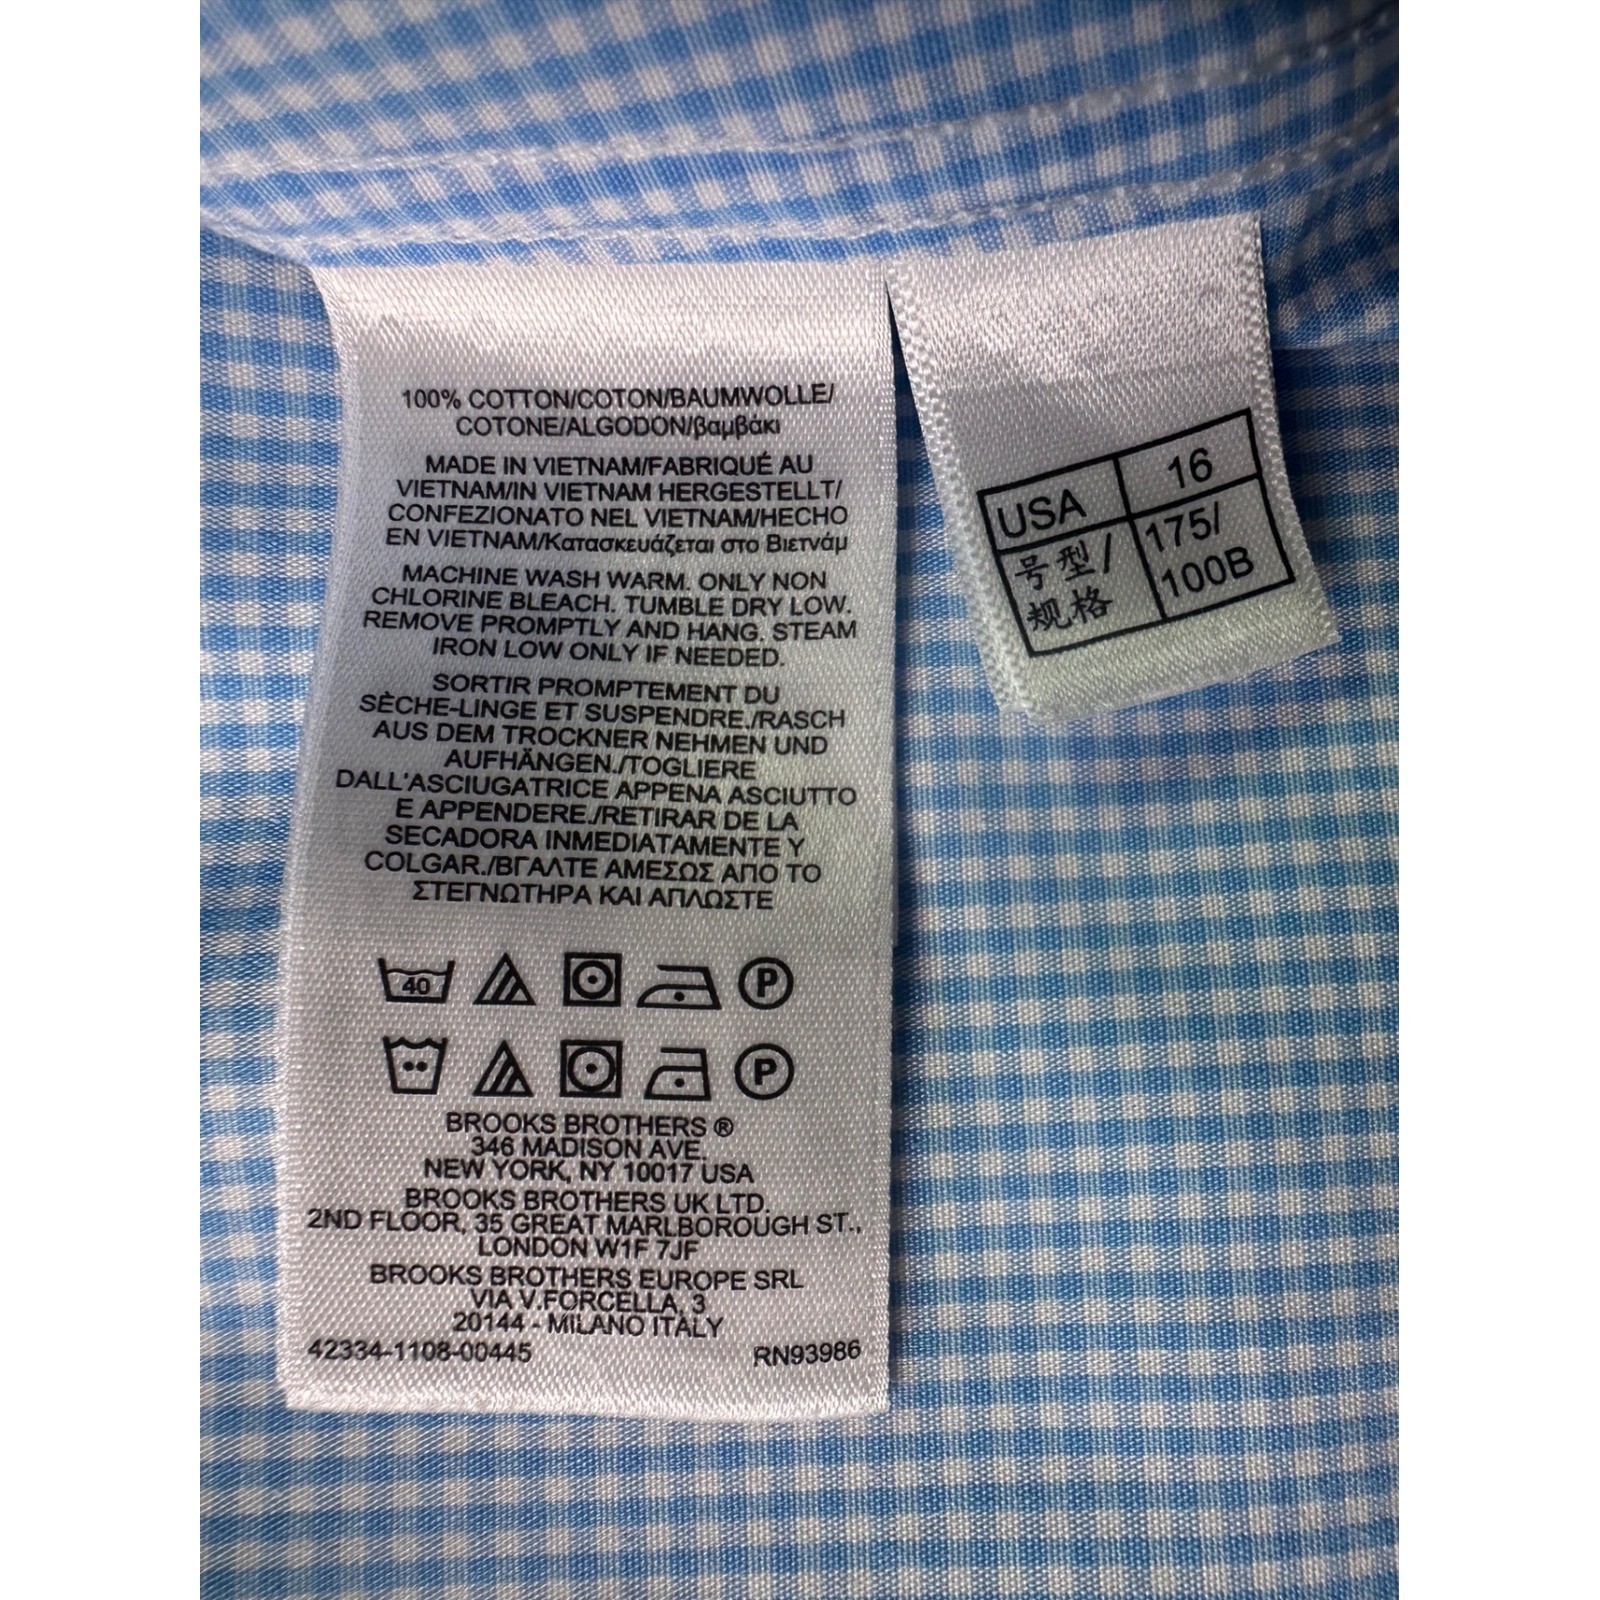 100% COTTON/COTON/BAUMWOLLE/
COTONE/ALGODON/βαμβάκι
MADE IN VIETNAM/FABRIQUÉ AU
VIETNAM/IN VIETNAM HERGESTELLT/
CONFEZIONATO NEL VIETNAM/HECHO
EN VIETNAM/Κατασκευάζεται στο Βιετνάμ
MACHINE WASH WARM. ONLY NON
CHLORINE BLEACH. TUMBLE DRY LOW.
REMOVE PROMPTLY AND HANG. STEAM
IRON LOW ONLY IF NEEDED.
SORTIR PROMPTEMENT DU
SÈCHE-LINGE ET SUSPENDRE./RASCH
AUS DEM TROCKNER NEHMEN UND
AUFHÄNGEN./TOGLIERE
DALL'ASCIUGATRICE APPENA ASCIUTTO
E APPENDERE./RETIRAR DE LA
SECADORA INMEDIATAMENTE Y
COLGAR./ΒΓΑΛΤΕ ΑΜΕΣΩΣ ΑΠΟ ΤΟ
ΣΤΕΓΝΩΤΗΡΑ ΚΑΙ ΑΠΛΩΣΤΕ
40 P
P
BROOKS BROTHERS ®
346 MADISON AVE.
NEW YORK, NY 10017 USA
BROOKS BROTHERS UK LTD.
2ND FLOOR, 35 GREAT MARLBOROUGH ST.,
LONDON W1F 7JF
BROOKS BROTHERS EUROPE SRL
VIA V.FORCELLA, 3
20144 - MILANO ITALY
42334-1108-00445 RN93986
USA 16
号型/ 175/
规格 100B